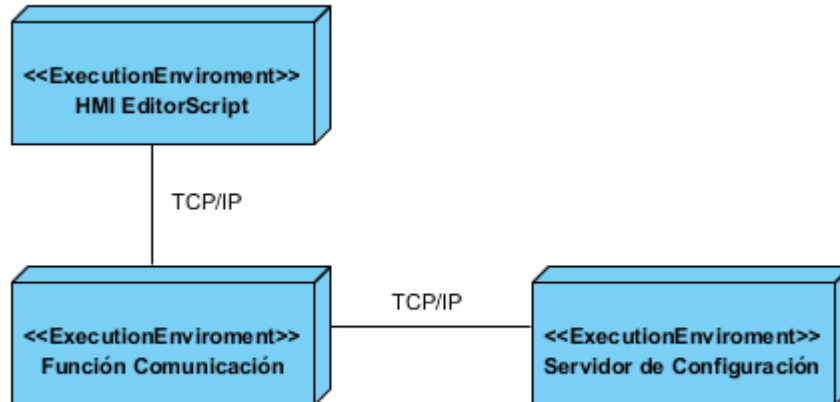 <<ExecutionEnviroment>>
HMI EditorScript
TCP/IP
<<ExecutionEnviroment>>
Función Comunicación
TCP/IP
<<ExecutionEnviroment>>
Servidor de Configuración